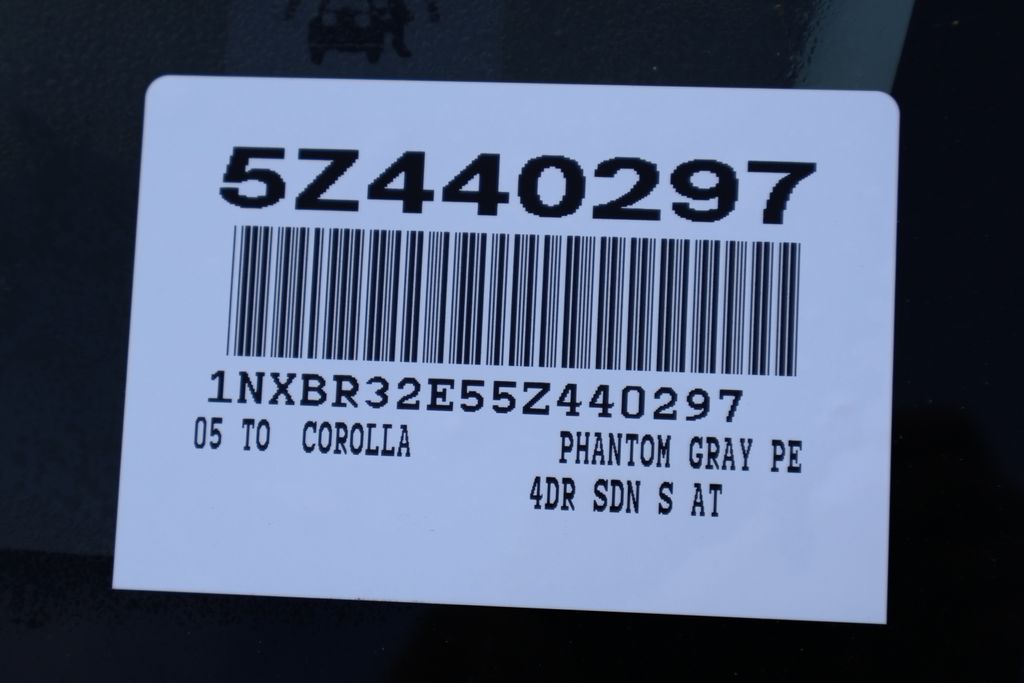 5Z440297
1NXBR32E55Z440297
05 TO COROLLA PHANTOM GRAY PE
4DR SDN S AT